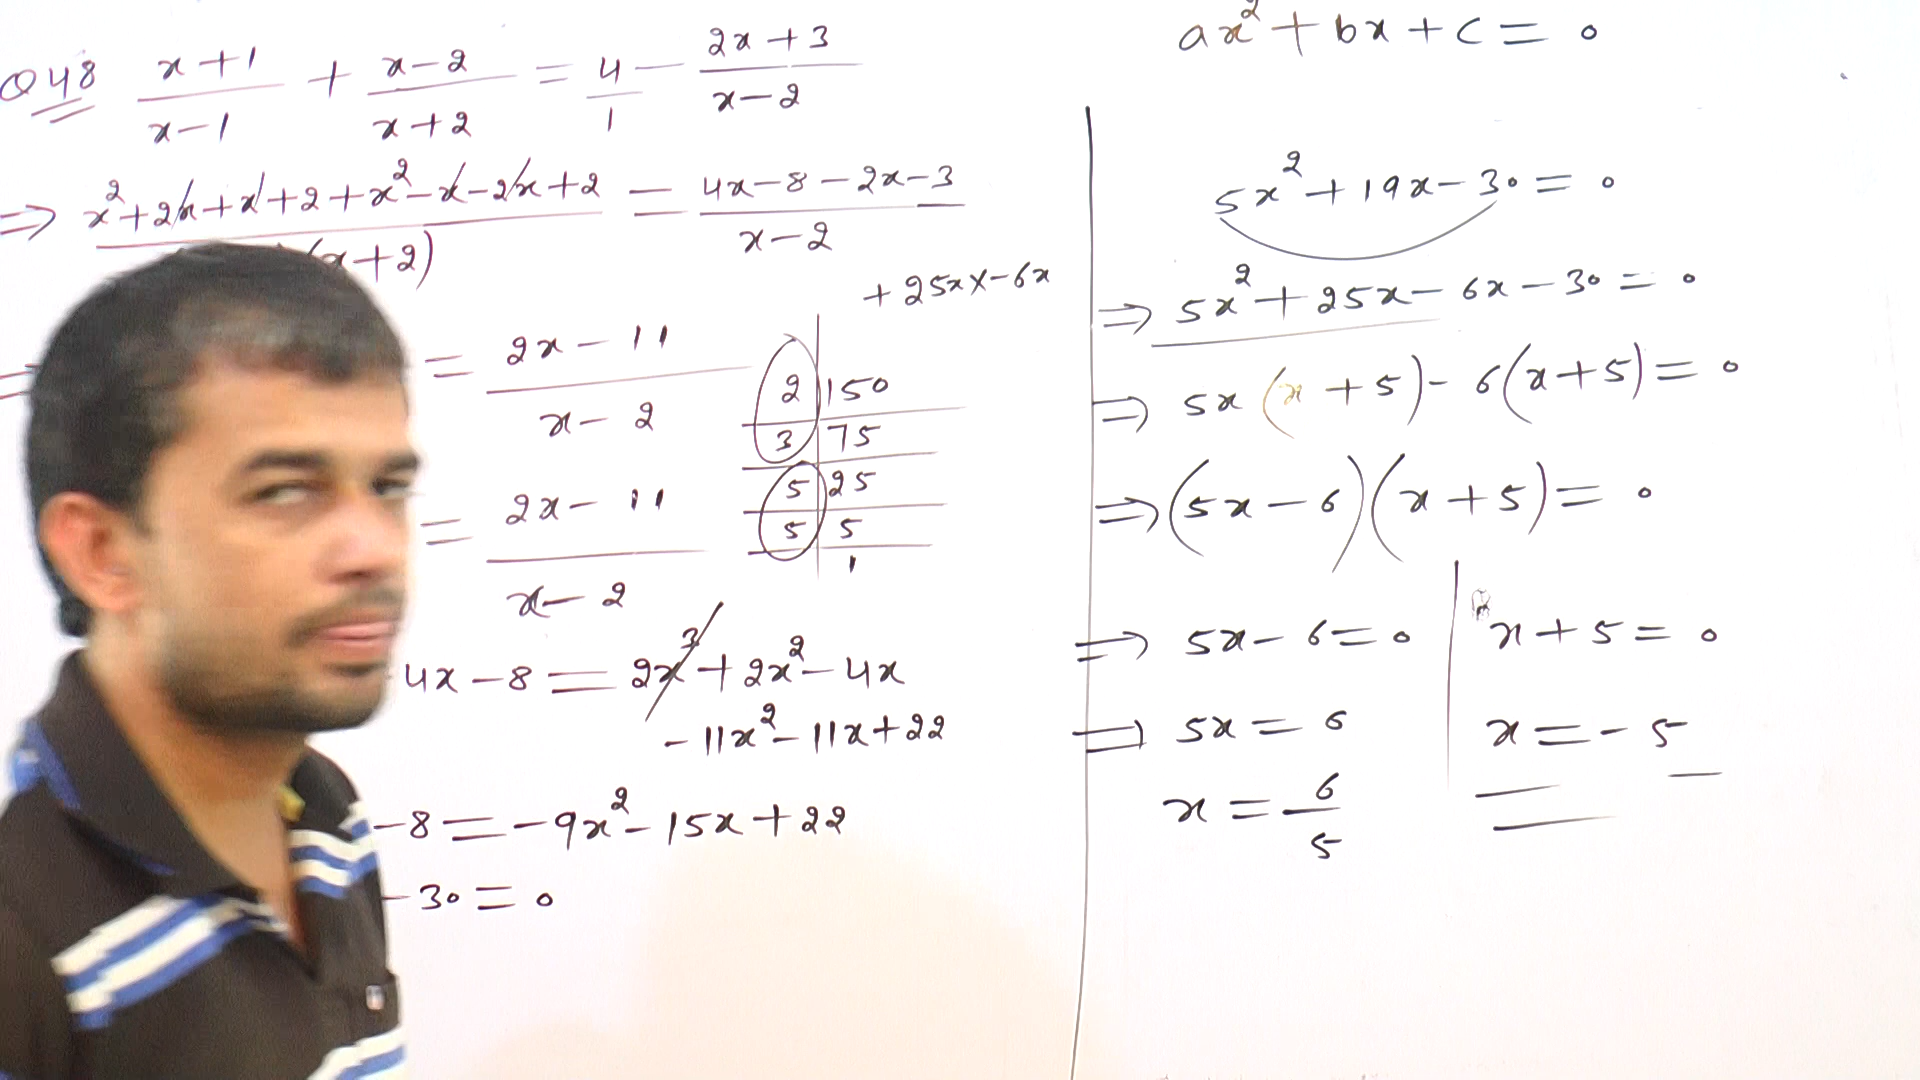 Q48 x+1/x-1 + x-2/x+2 = 4/1 - 2x+3/x-2
⇒ x²+2x+x+2+x²-x-2x+2/(x+2) = 4x-8-2x-3/x-2
= 2x-11/x-2
= 2x-11/x-2
4x-8 = 2x³+2x²-4x
-11x²-11x+22
-8 = -9x²-15x+22
-30 = 0
+25x x -6x
2 | 150
3 | 75
5 | 25
5 | 5
1
ax²+bx+c = 0
5x²+19x-30 = 0
⇒ 5x²+25x-6x-30 = 0
⇒ 5x(x+5)-6(x+5) = 0
⇒ (5x-6)(x+5) = 0
⇒ 5x-6 = 0 | x+5 = 0
⇒ 5x = 6 | x = -5
x = 6/5